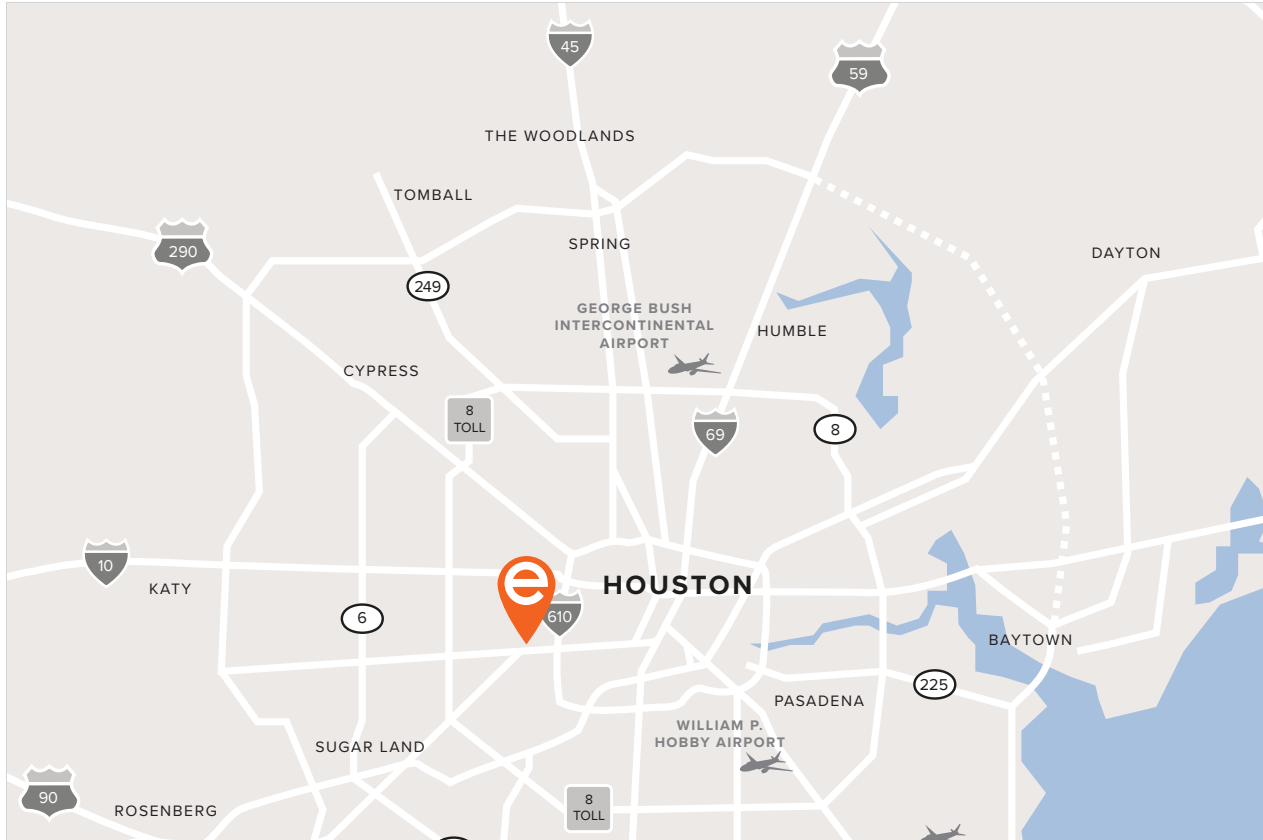 45
59
THE WOODLANDS
TOMBALL
290
SPRING
DAYTON
249
GEORGE BUSH
INTERCONTINENTAL
AIRPORT
HUMBLE
CYPRESS
8
TOLL
69
8
10
KATY
e
HOUSTON
6
610
BAYTOWN
225
PASADENA
WILLIAM P.
HOBBY AIRPORT
SUGAR LAND
90
ROSENBERG
8
TOLL